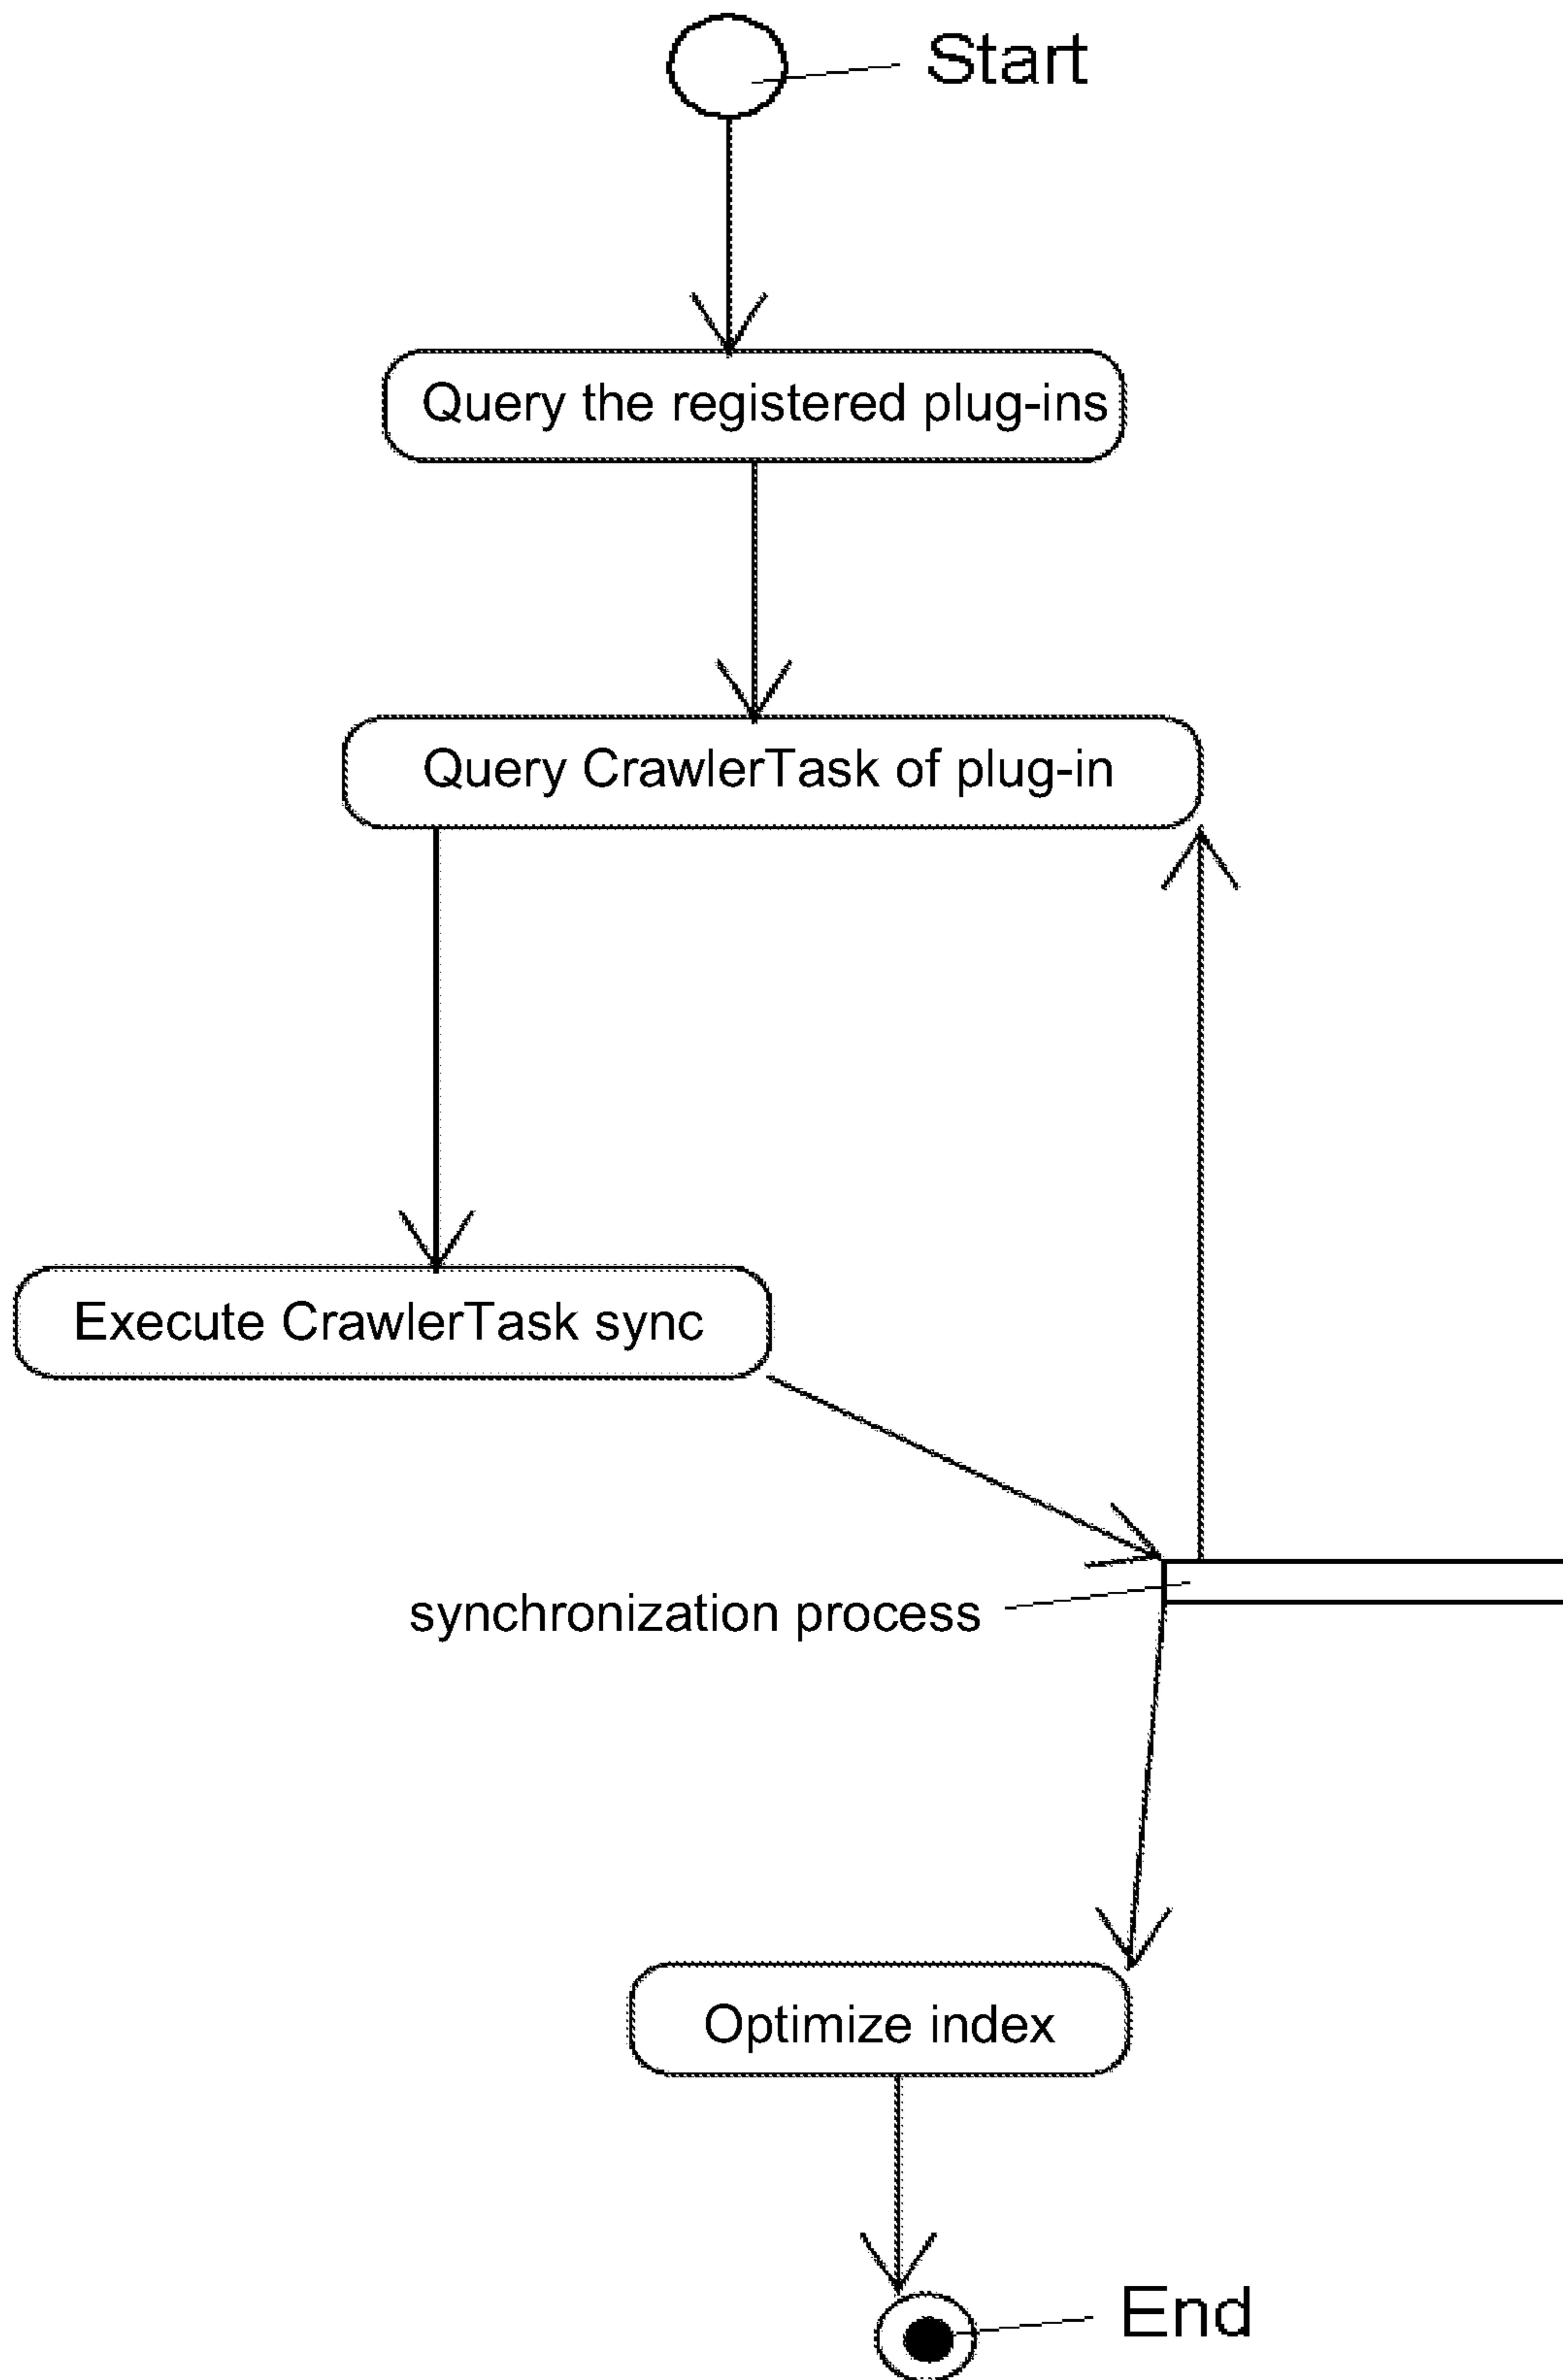 Start
Query the registered plug-ins
Query CrawlerTask of plug-in
Execute CrawlerTask sync
synchronization process
Optimize index
End